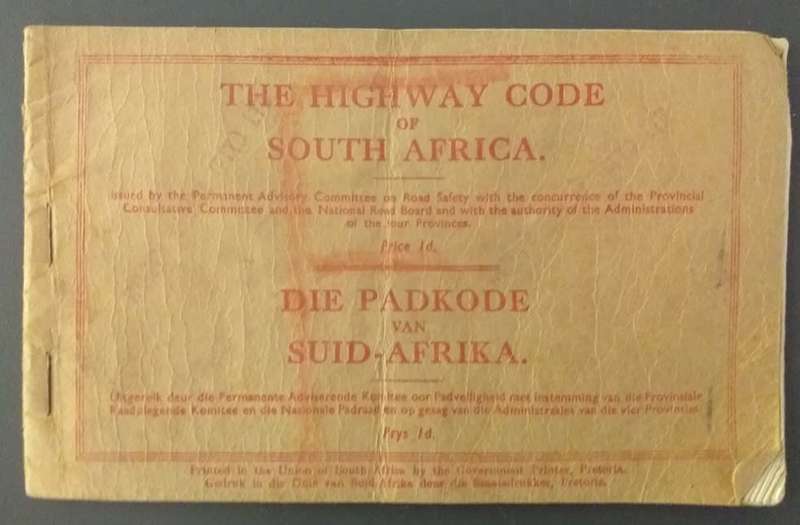 THE HIGHWAY CODE
OF
SOUTH AFRICA.
Issued by the Permanent Advisory Committee on Road Safety with the concurrence of the Provincial
Consultative Committee and the National Road Board and with the authority of the Administrations
of the four Provinces.
Price 1d.
DIE PADKODE
VAN
SUID-AFRIKA.
Uitgereik deur die Permanente Adviserende Komitee oor Padveiligheid met instemming van die Provinsiale
Raadplegende Komitee en die Nasionale Padraad en op gesag van die Administrasies van die vier Provinsies.
Prys 1d.
Printed in the Union of South Africa by the Government Printer, Pretoria.
Gedruk in die Unie van Suid-Afrika deur die Staatsdrukker, Pretoria.